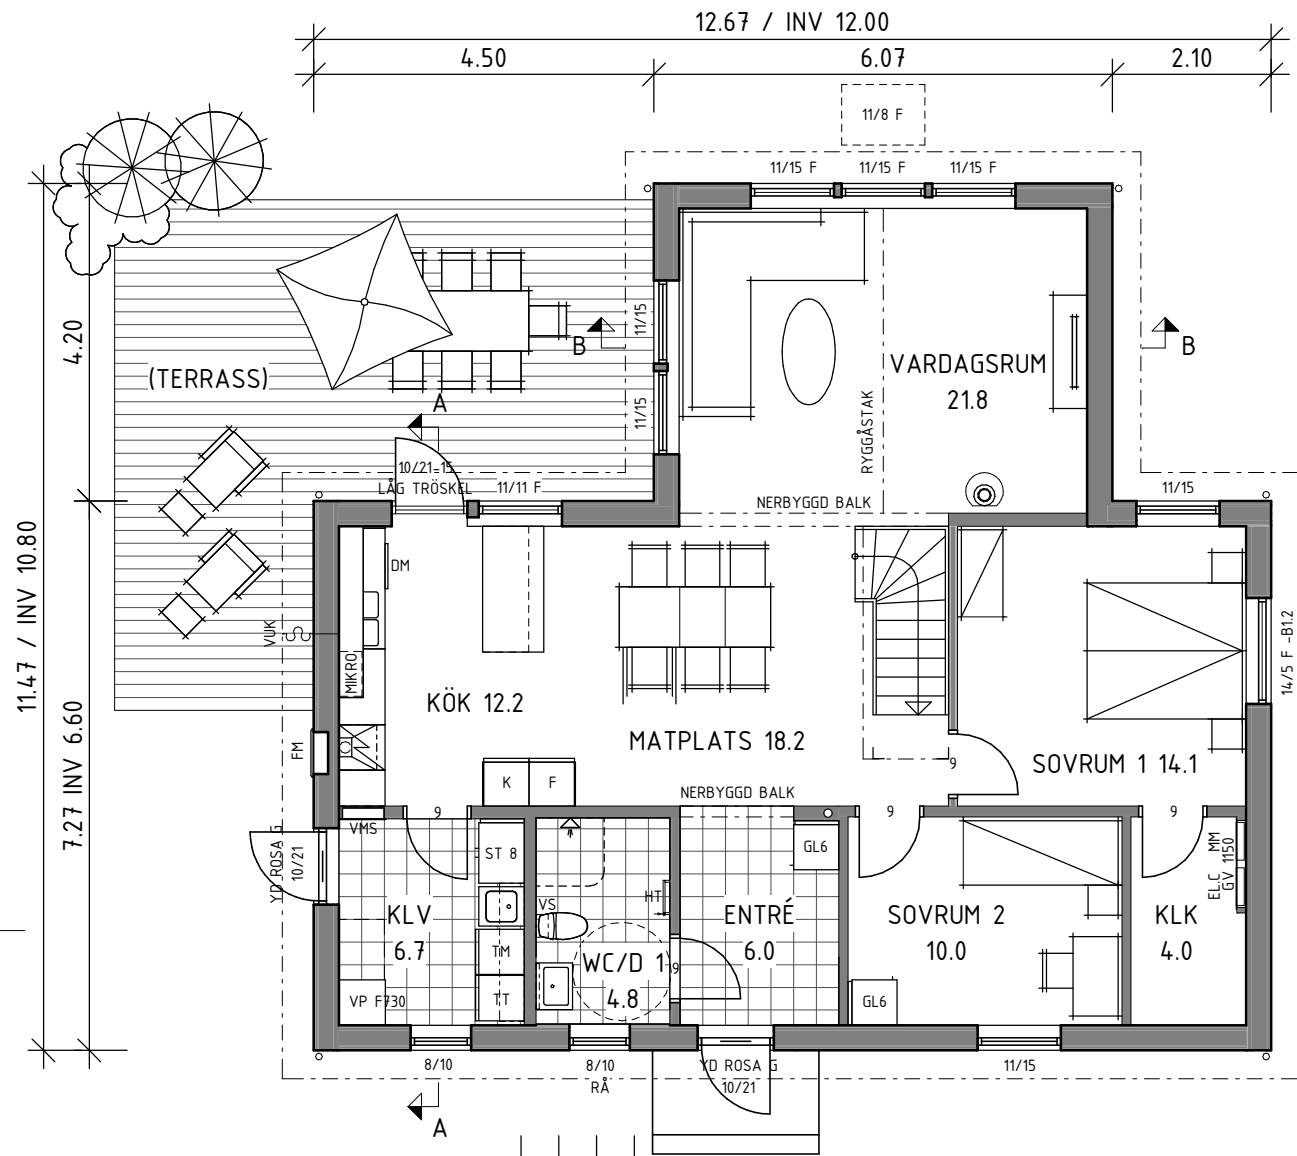 12.67 / INV 12.00
4.50
6.07
2.10
11/8 F
11/15 F
11/15 F
11/15 F
4.20
(TERRASS)
B
11/15
11/15
B
VARDAGSRUM
21.8
A
RYGGÅSTAK
10/21-15
LÅG TRÖSKEL
11/11 F
NERBYGGD BALK
11/15
11.47 / INV 10.80
7.27 INV 6.60
DM
VUK
MIKRO
KÖK 12.2
MATPLATS 18.2
FM
14/5 F -B1.2
SOVRUM 1 14.1
9
K
F
NERBYGGD BALK
9
9
9
VMS
YD ROSA G
10/21
ST 8
GL6
EL.C MM
GV 1150
VS
HT
KLV
6.7
ENTRÉ
6.0
SOVRUM 2
10.0
KLK
4.0
TM
WC/D 1
4.8
9
VP F730
TT
GL6
8/10
8/10
RÅ
YD ROSA G
10/21
11/15
A